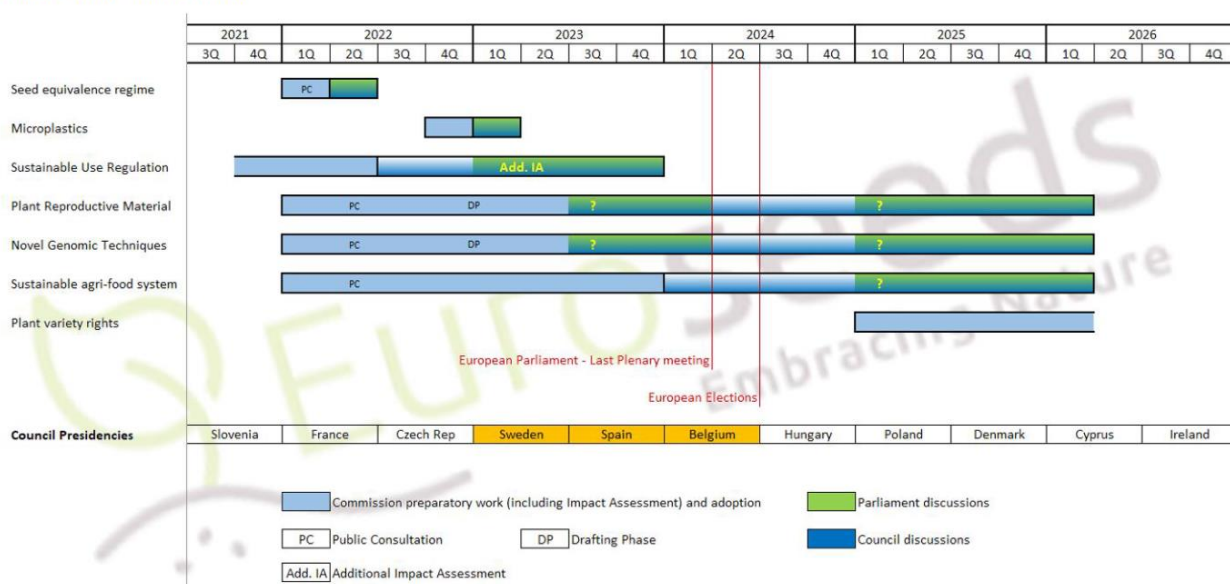 2021 2022 2023 2024 2025 2026
3Q 4Q 1Q 2Q 3Q 4Q 1Q 2Q 3Q 4Q 1Q 2Q 3Q 4Q 1Q 2Q 3Q 4Q 1Q 2Q 3Q 4Q
Seed equivalence regime PC
Microplastics
Sustainable Use Regulation Add. IA
Plant Reproductive Material PC DP ? ?
Novel Genomic Techniques PC DP ? ?
Sustainable agri-food system PC ?
Plant variety rights
Euroseeds
Embracing Nature
European Parliament - Last Plenary meeting
European Elections
Council Presidencies Slovenia France Czech Rep Sweden Spain Belgium Hungary Poland Denmark Cyprus Ireland
Commission preparatory work (including Impact Assessment) and adoption Parliament discussions
PC Public Consultation DP Drafting Phase Council discussions
Add. IA Additional Impact Assessment